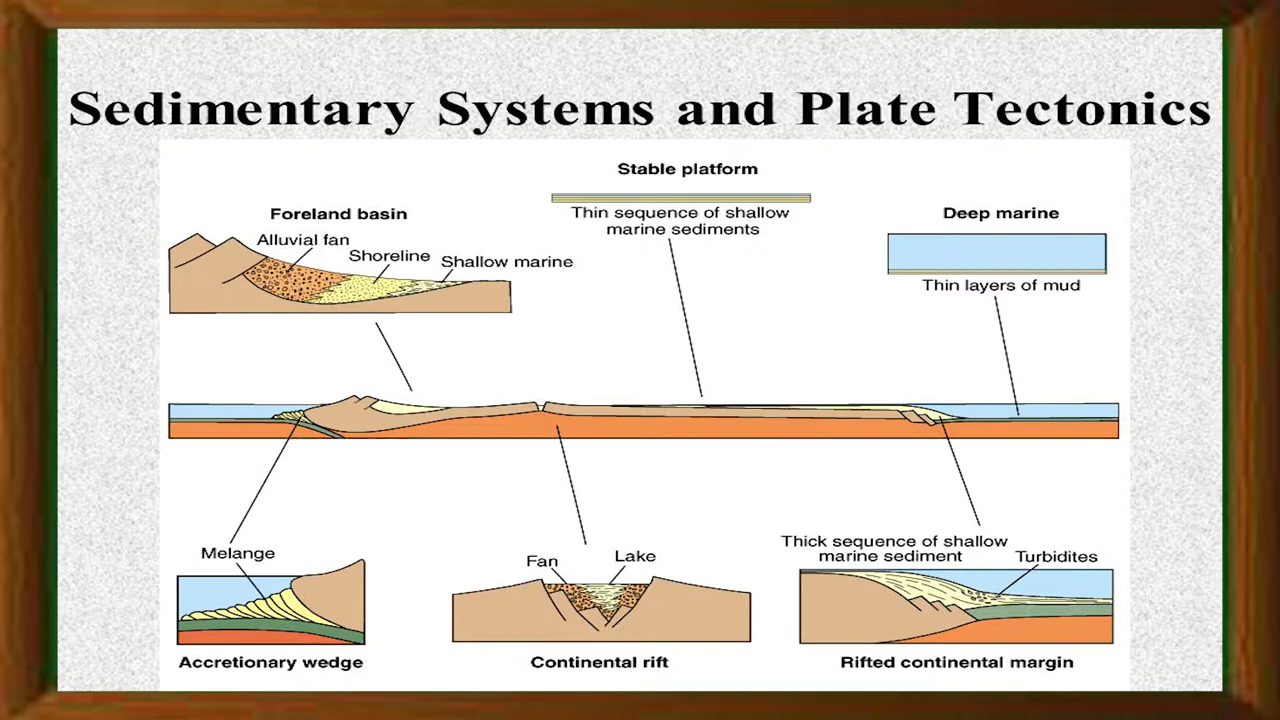 Sedimentary Systems and Plate Tectonics
Stable platform
Thin sequence of shallow
marine sediments
Foreland basin
Alluvial fan
Shoreline
Shallow marine
Deep marine
Thin layers of mud
Melange
Accretionary wedge
Fan
Lake
Continental rift
Thick sequence of shallow
marine sediment
Turbidites
Rifted continental margin